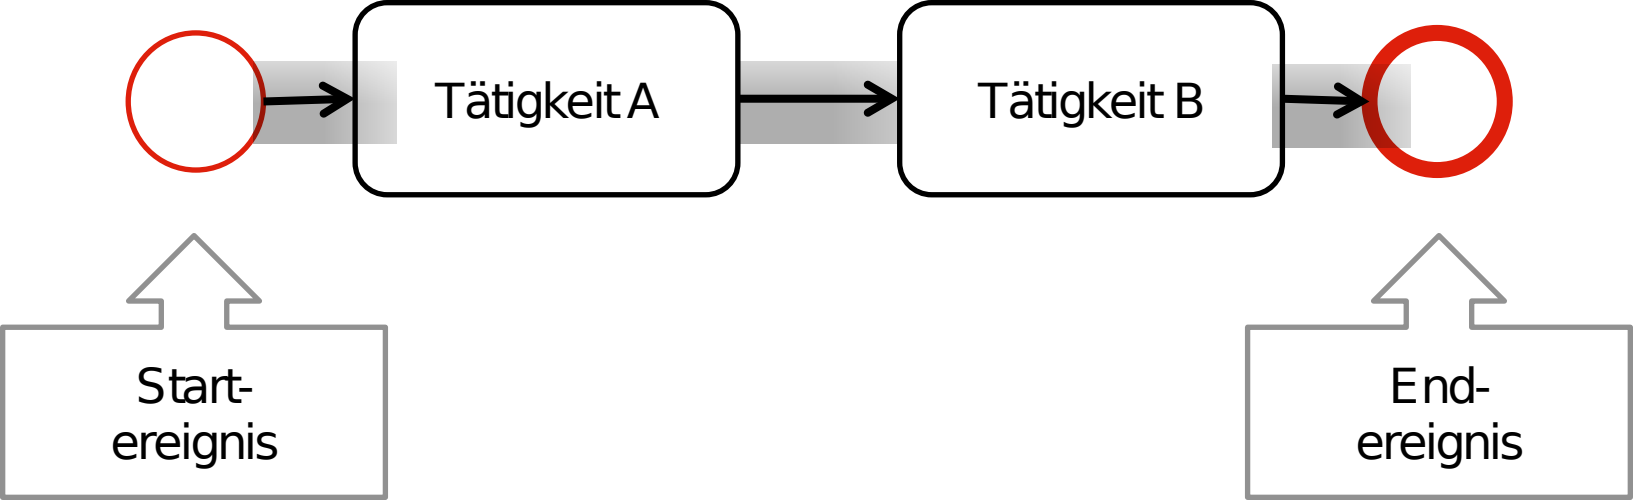 Tätigkeit A
Tätigkeit B
Start-
ereignis
End-
ereignis